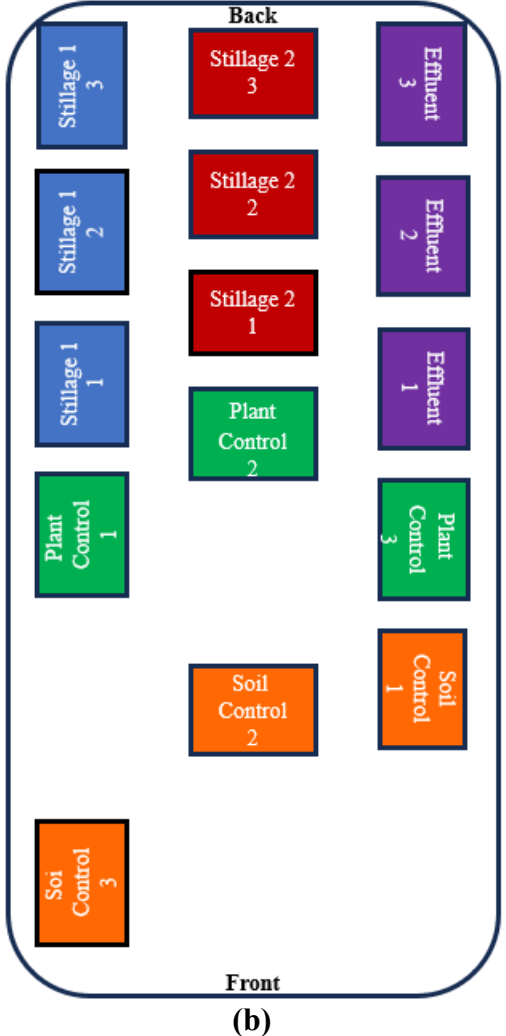 Back
Stillage 1
3
Stillage 2
3
Effluent
3
Stillage 1
2
Stillage 2
2
Effluent
2
Stillage 1
1
Stillage 2
1
Effluent
1
Plant
Control
1
Plant
Control
2
Plant
Control
3
Soil
Control
2
Soil
Control
1
Soi
Control
3
Front
(b)